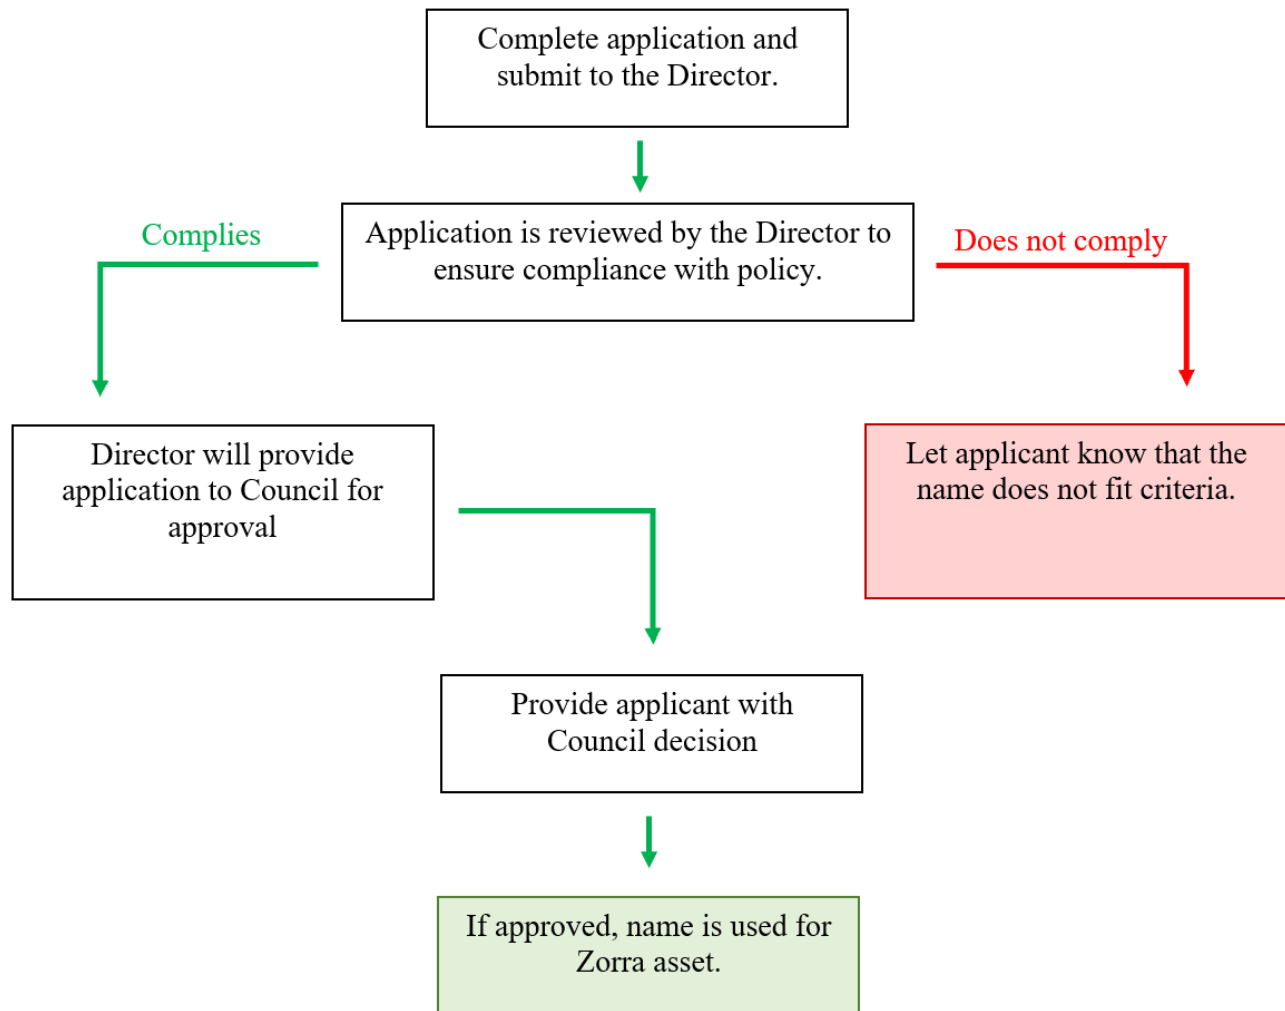 Complete application and
submit to the Director.
Complies
Application is reviewed by the Director to
ensure compliance with policy.
Does not comply
Director will provide
application to Council for
approval
Let applicant know that the
name does not fit criteria.
Provide applicant with
Council decision
If approved, name is used for
Zorra asset.